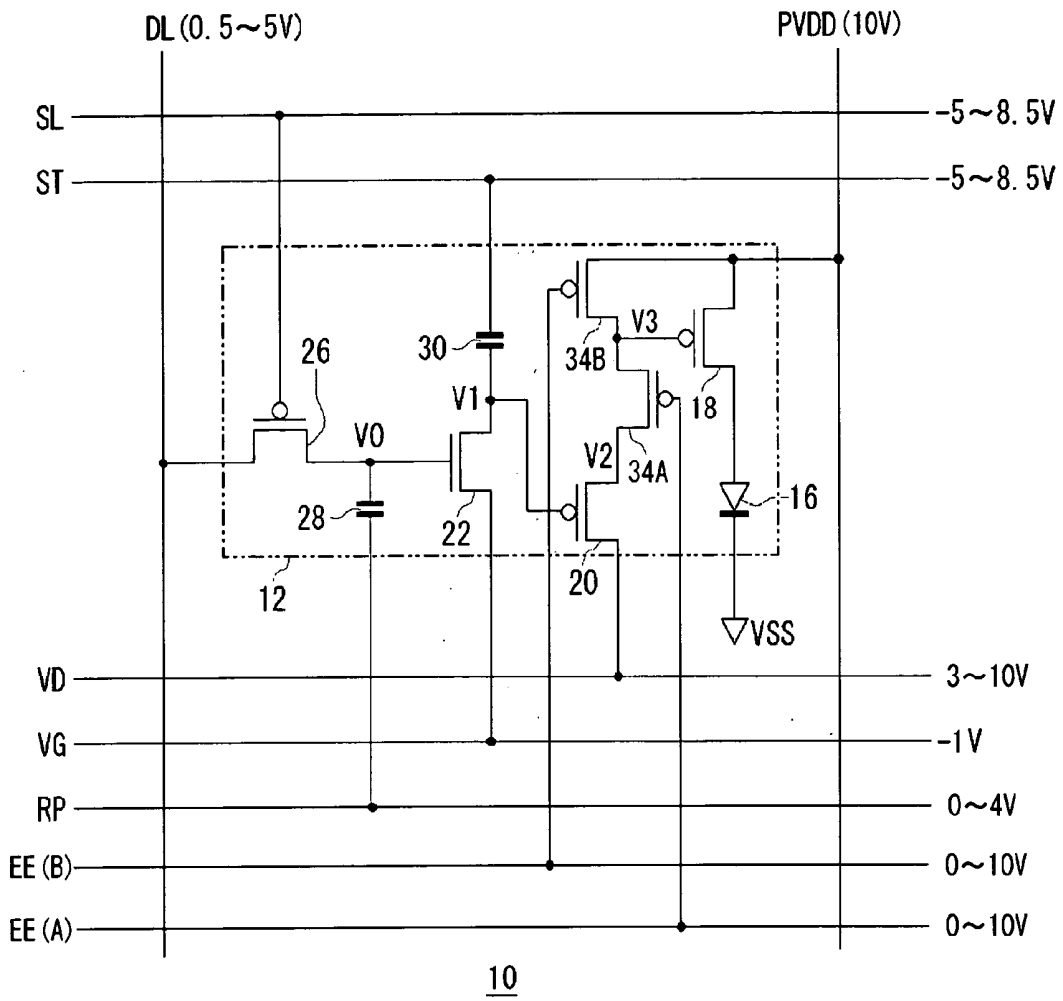 DL(0.5~5V) PVDD(10V)
SL -5~8.5V
ST -5~8.5V
V3
34B
30
26
18
V1
V0
34A
V2
16
28
22
20
12
VSS
VD 3~10V
VG -1V
RP 0~4V
EE(B) 0~10V
EE(A) 0~10V
10